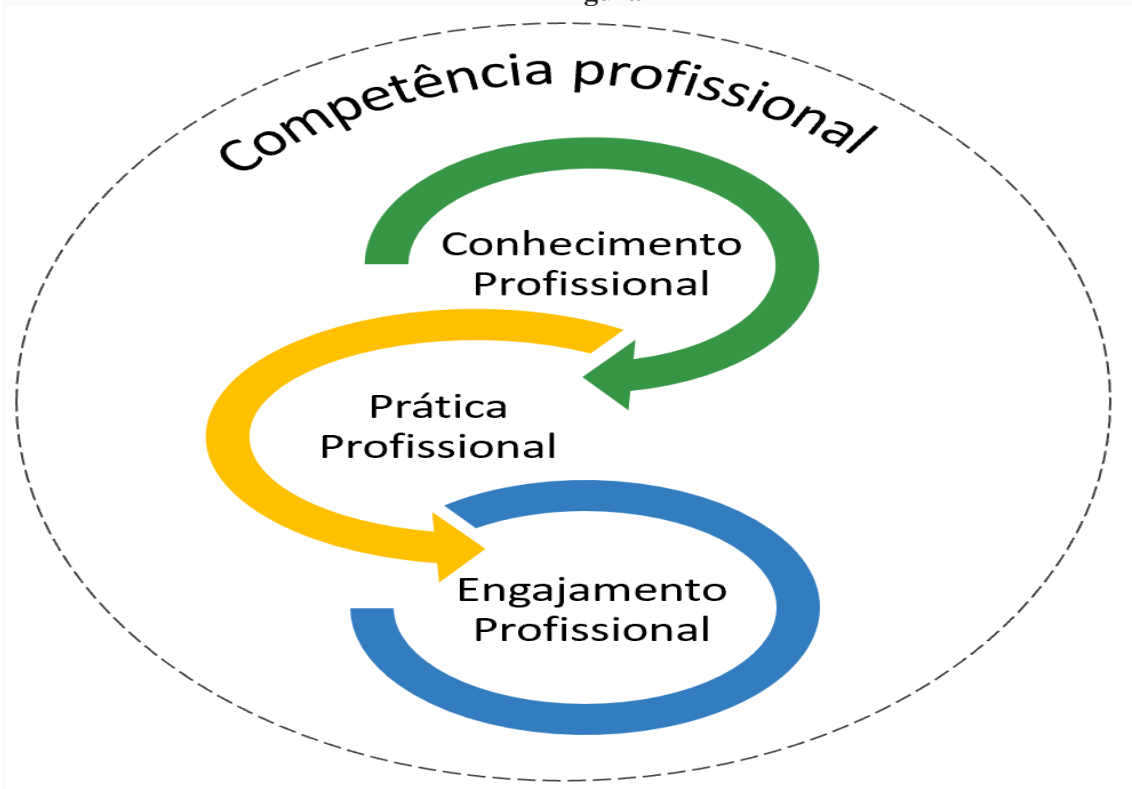 Competência profissional
Conhecimento
Profissional
Prática
Profissional
Engajamento
Profissional